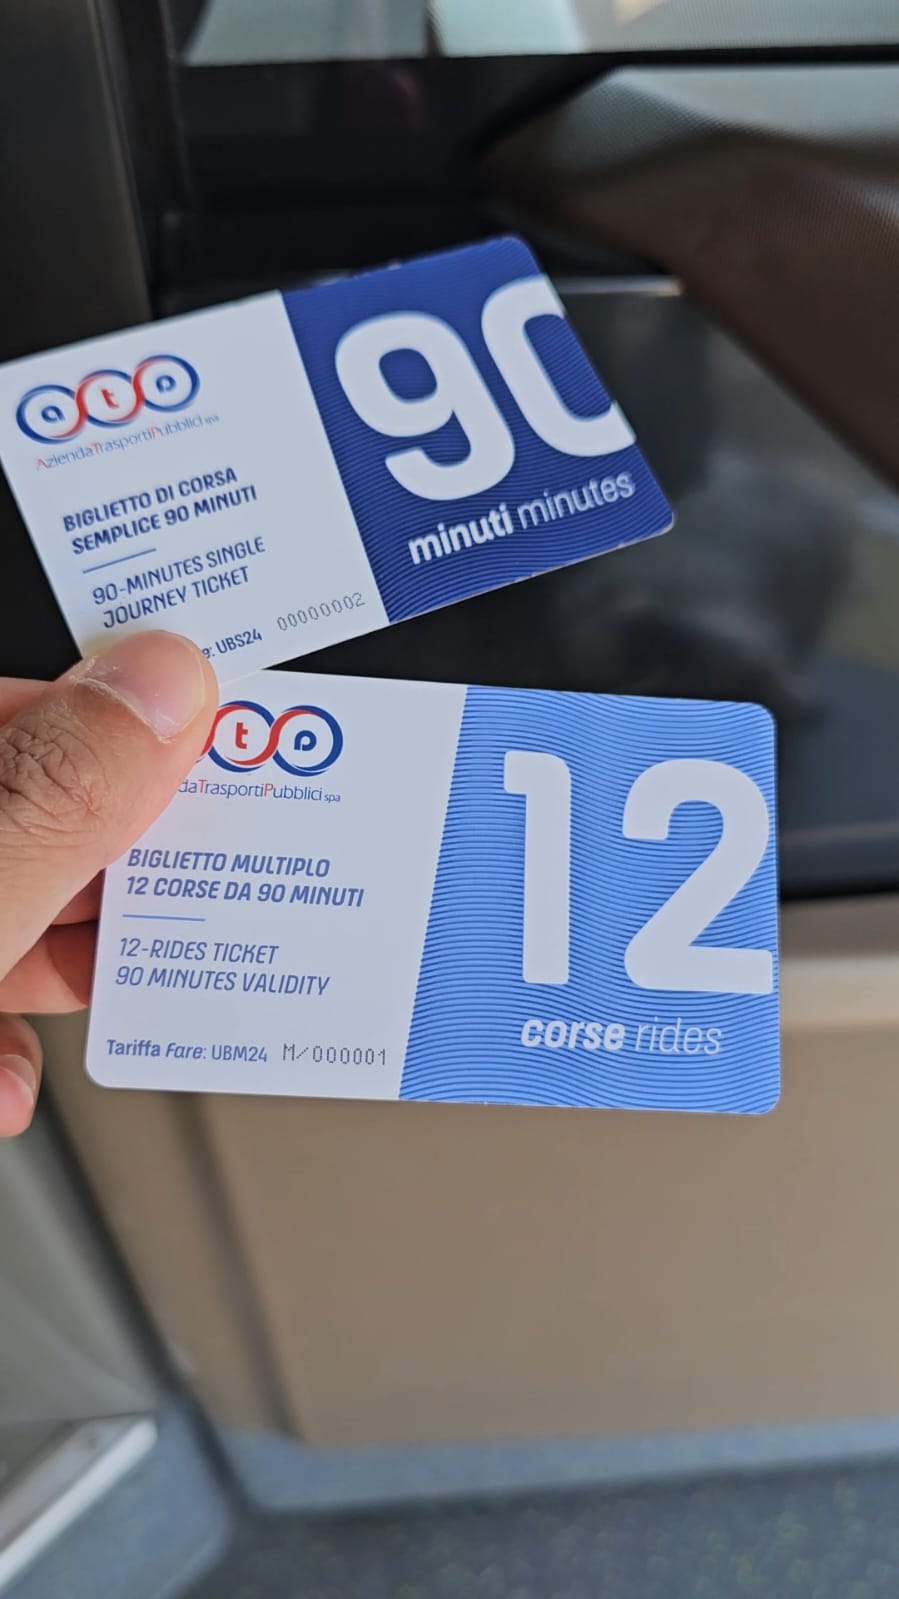 atp
AziendaTrasportiPubblici spa
BIGLIETTO DI CORSA
SEMPLICE 90 MINUTI
90-MINUTES SINGLE
JOURNEY TICKET
e: UBS24 00000002
90
minuti minutes
tp
daTrasportiPubblici spa
BIGLIETTO MULTIPLO
12 CORSE DA 90 MINUTI
12-RIDES TICKET
90 MINUTES VALIDITY
Tariffa Fare: UBM24 M/000001
12
corse rides